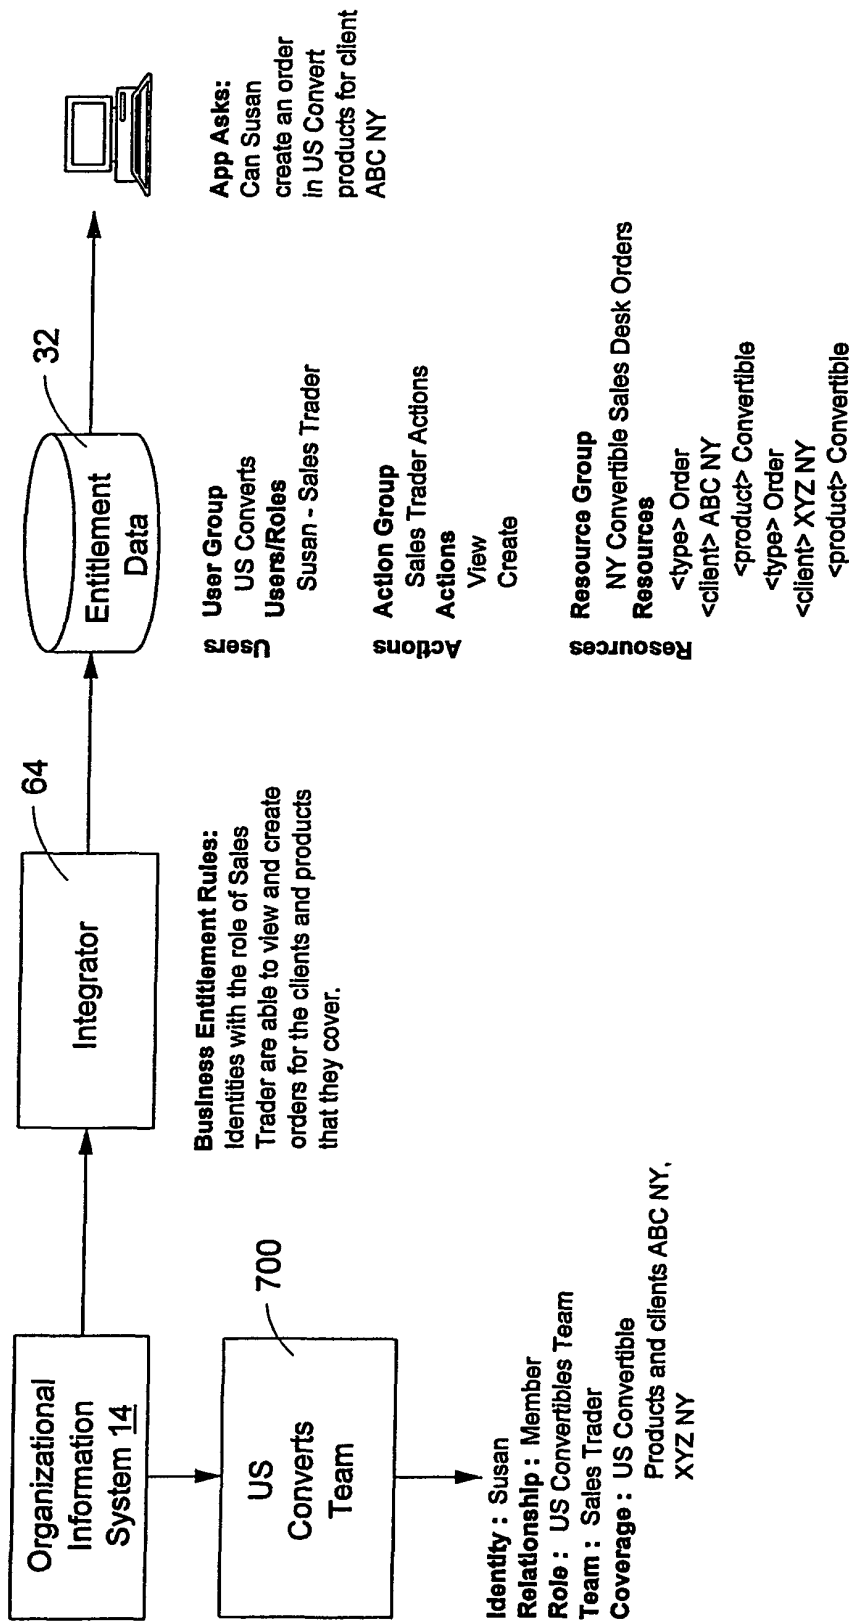 Organizational
Information
System 14
US
Converts
Team
700
Identity : Susan
Relationship : Member
Role : US Convertibles Team
Team : Sales Trader
Coverage : US Convertible
Products and clients ABC NY,
XYZ NY
Integrator
64
Business Entitlement Rules:
Identities with the role of Sales
Trader are able to view and create
orders for the clients and products
that they cover.
Entitlement
Data
32
Users
User Group
US Converts
Users/Roles
Susan - Sales Trader
Actions
Action Group
Sales Trader Actions
Actions
View
Create
Resources
Resource Group
NY Convertible Sales Desk Orders
Resources
<type> Order
<client> ABC NY
<product> Convertible
<type> Order
<client> XYZ NY
<product> Convertible
App Asks:
Can Susan
create an order
in US Convert
products for client
ABC NY